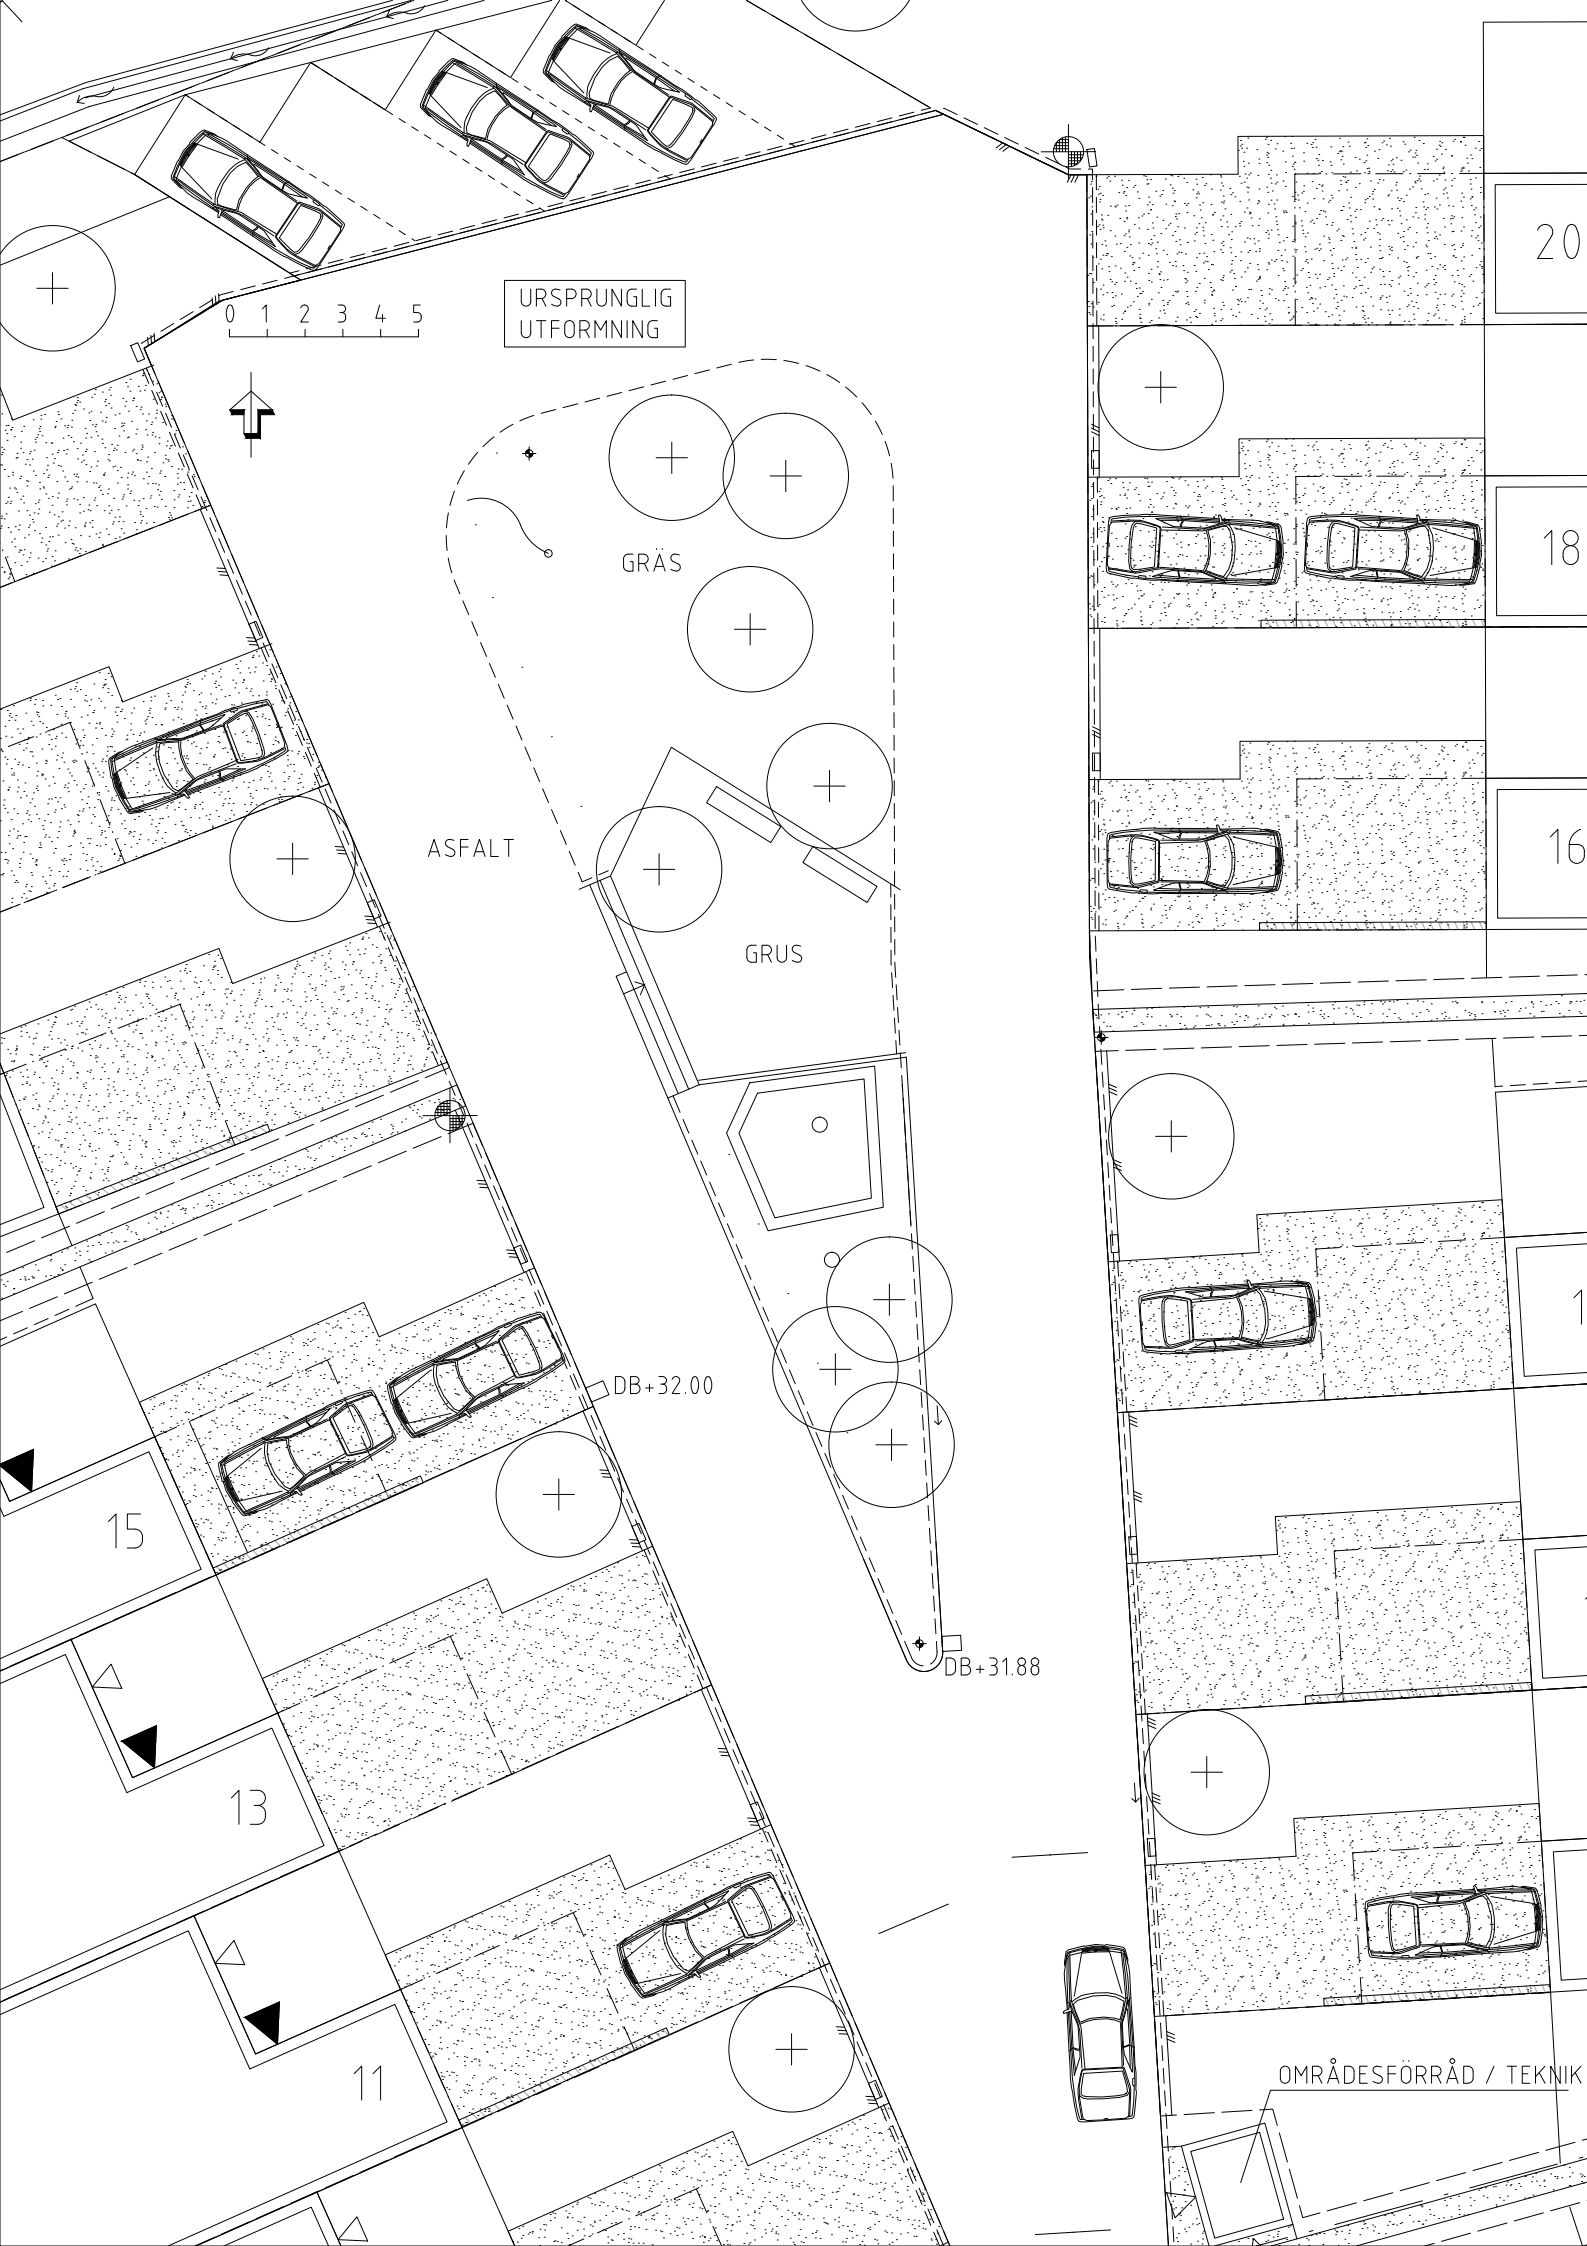 20
0 1 2 3 4 5
URSPRUNGLIG
UTFORMNING
18
GRÄS
ASFALT
16
GRUS
1
DB+32.00
15
DB+31.88
13
11
OMRÅDESFÖRRÅD / TEKNIK